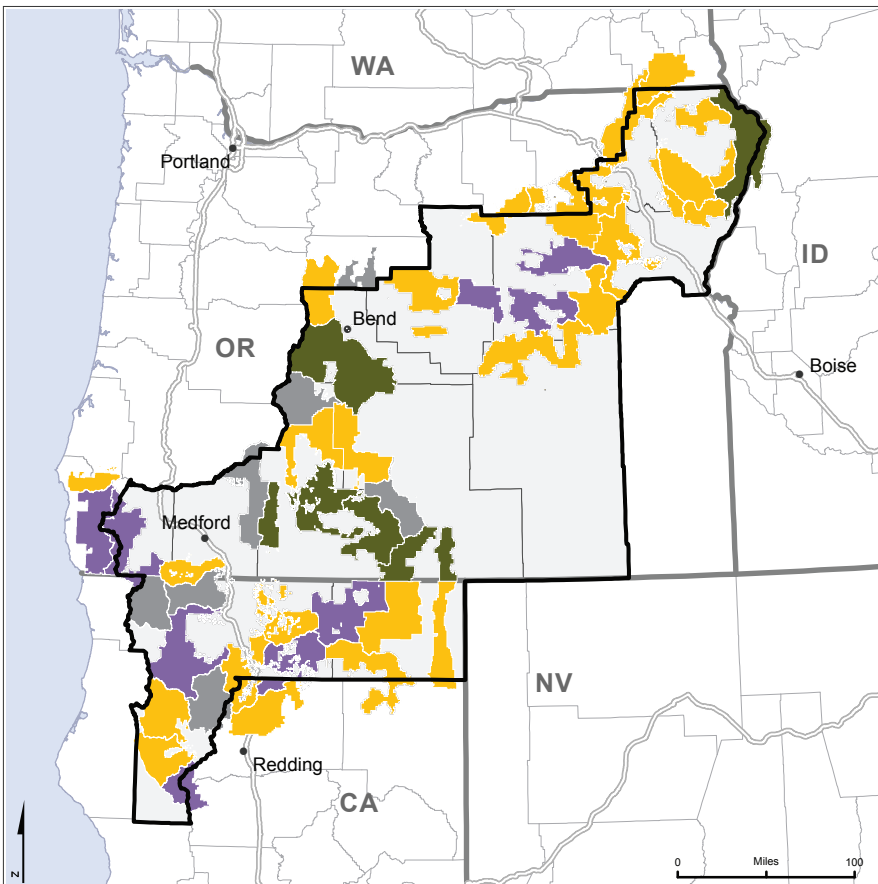 WA
Portland
ID
Bend
OR
Boise
Medford
NV
Redding
CA
N
0 Miles 100